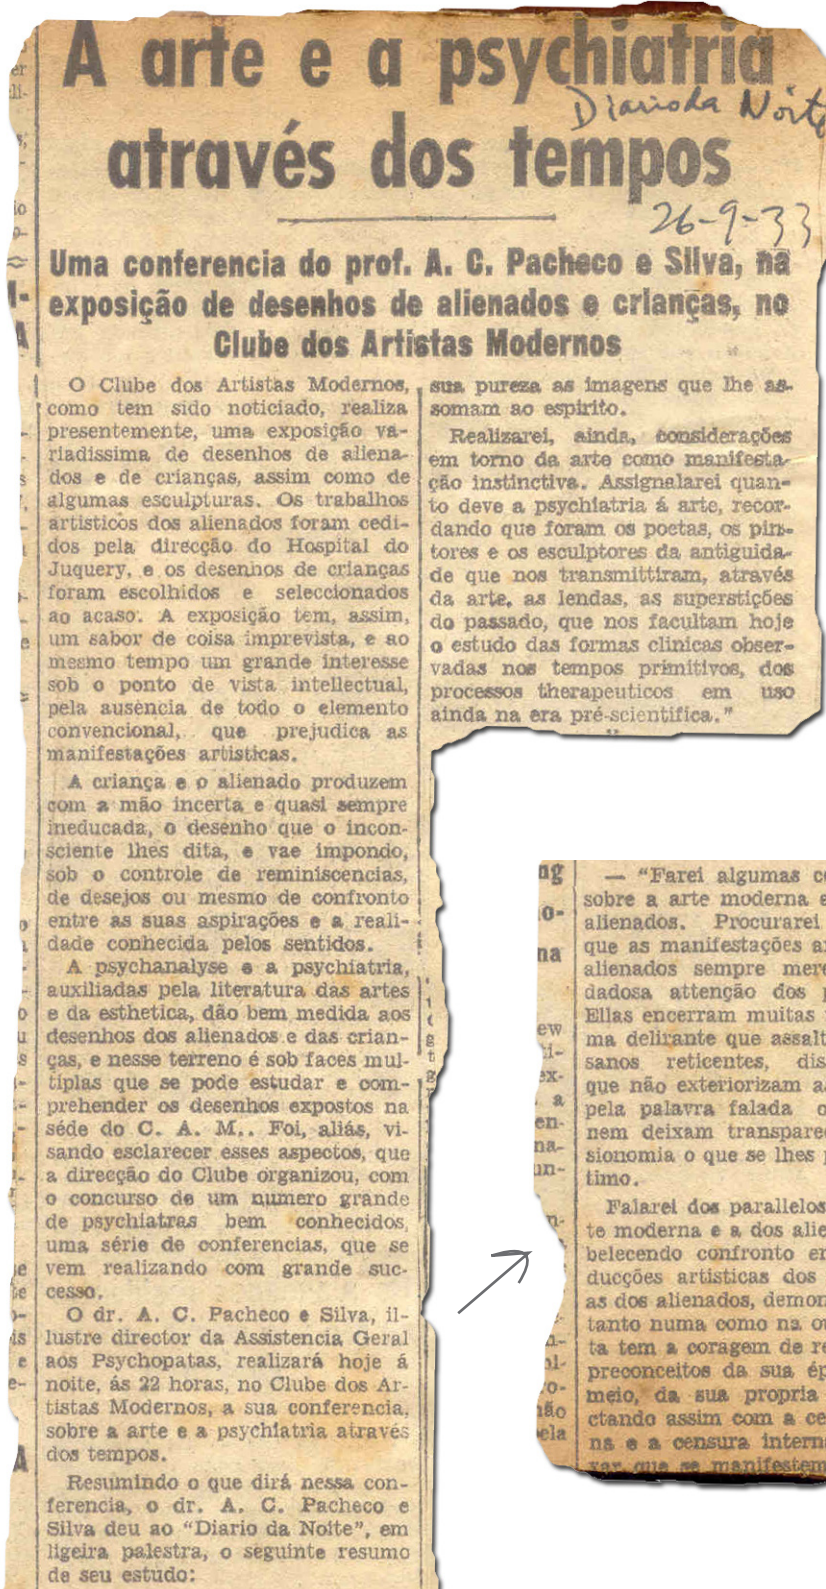 A arte e a psychiatria
Diario da Noite
através dos tempos
26-9-33
Uma conferencia do prof. A. C. Pacheco e Silva, na
exposição de desenhos de alienados e crianças, no
Clube dos Artistas Modernos
O Clube dos Artistas Modernos,
como tem sido noticiado, realiza
presentemente, uma exposição va-
riadissima de desenhos de aliena-
dos e de crianças, assim como de
algumas esculpturas. Os trabalhos
artisticos dos alienados foram cedi-
dos pela direcção do Hospital do
Juquery, e os desenhos de crianças
foram escolhidos e seleccionados
ao acaso. A exposição tem, assim,
um sabor de coisa imprevista, e ao
mesmo tempo um grande interesse
sob o ponto de vista intellectual,
pela ausencia de todo o elemento
convencional, que prejudica as
manifestações artisticas.
A criança e o alienado produzem
com a mão incerta e quasi sempre
ineducada, o desenho que o incon-
sciente lhes dita, e vae impondo,
sob o controle de reminiscencias,
de desejos ou mesmo de confronto
entre as suas aspirações e a reali-
dade conhecida pelos sentidos.
A psychanalyse e a psychiatria,
auxiliadas pela literatura das artes
e da esthetica, dão bem medida aos
desenhos dos alienados e das crian-
ças, e nesse terreno é sob faces mul-
tiplas que se pode estudar e com-
prehender os desenhos expostos na
séde do C. A. M.. Foi, aliás, vi-
sando esclarecer esses aspectos, que
a direcção do Clube organizou, com
o concurso de um numero grande
de psychiatras bem conhecidos,
uma série de conferencias, que se
vem realizando com grande suc-
cesso.
O dr. A. C. Pacheco e Silva, il-
lustre director da Assistencia Geral
aos Psychopatas, realizará hoje á
noite, ás 22 horas, no Clube dos Ar-
tistas Modernos, a sua conferencia,
sobre a arte e a psychiatria através
dos tempos.
Resumindo o que dirá nessa con-
ferencia, o dr. A. C. Pacheco e
Silva deu ao "Diario da Noite", em
ligeira palestra, o seguinte resumo
de seu estudo:
— "Farei algumas co
sobre a arte moderna e
alienados. Procurarei
que as manifestações ar
alienados sempre mere
dadosa attenção dos p
Ellas encerram muitas
ma delirante que assalt
sanos reticentes, dis
que não exteriorizam as
pela palavra falada o
nem deixam transparec
sionomia o que se lhes p
timo.
Falarei dos parallelos
te moderna e a dos alie
belecendo confronto en
ducções artisticas dos
as dos alienados, demon
tanto numa como na ou
ta tem a coragem de re
preconceitos da sua ép
meio, da sua propria
ctando assim com a ce
na e a censura intern
xar que se manifestem
sua pureza as imagens que lhe as-
somam ao espirito.
Realizarei, ainda, considerações
em torno da arte como manifesta-
ção instinctiva. Assignalarei quan-
to deve a psychiatria á arte, recor-
dando que foram os poetas, os pin-
tores e os esculptores da antiguida-
de que nos transmittiram, através
da arte, as lendas, as superstições
do passado, que nos facultam hoje
o estudo das formas clinicas obser-
vadas nos tempos primitivos, dos
processos therapeuticos em uso
ainda na era pré-scientifica."